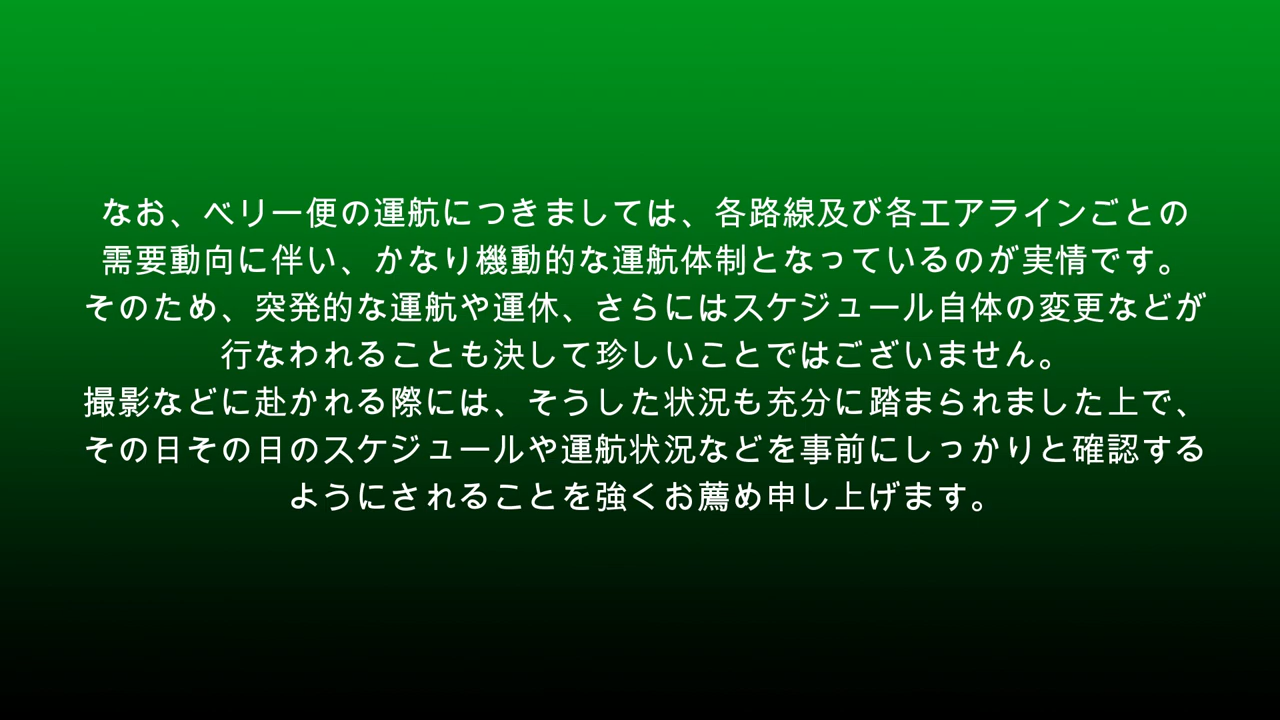 なお、ベリー便の運航につきましては、各路線及び各エアラインごとの
需要動向に伴い、かなり機動的な運航体制となっているのが実情です。
そのため、突発的な運航や運休、さらにはスケジュール自体の変更などが
行なわれることも決して珍しいことではございません。
撮影などに赴かれる際には、そうした状況も充分に踏まられました上で、
その日その日のスケジュールや運航状況などを事前にしっかりと確認する
ようにされることを強くお薦め申し上げます。